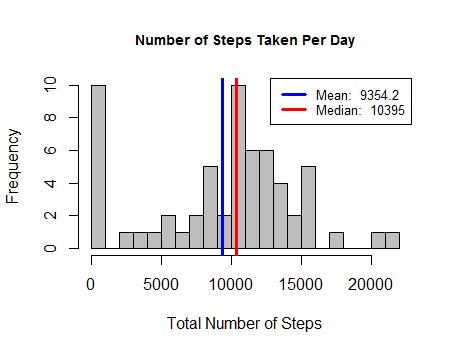 Number of Steps Taken Per Day
Mean: 9354.2
Median: 10395
Frequency
10
8
6
4
2
0
0 5000 10000 15000 20000
Total Number of Steps